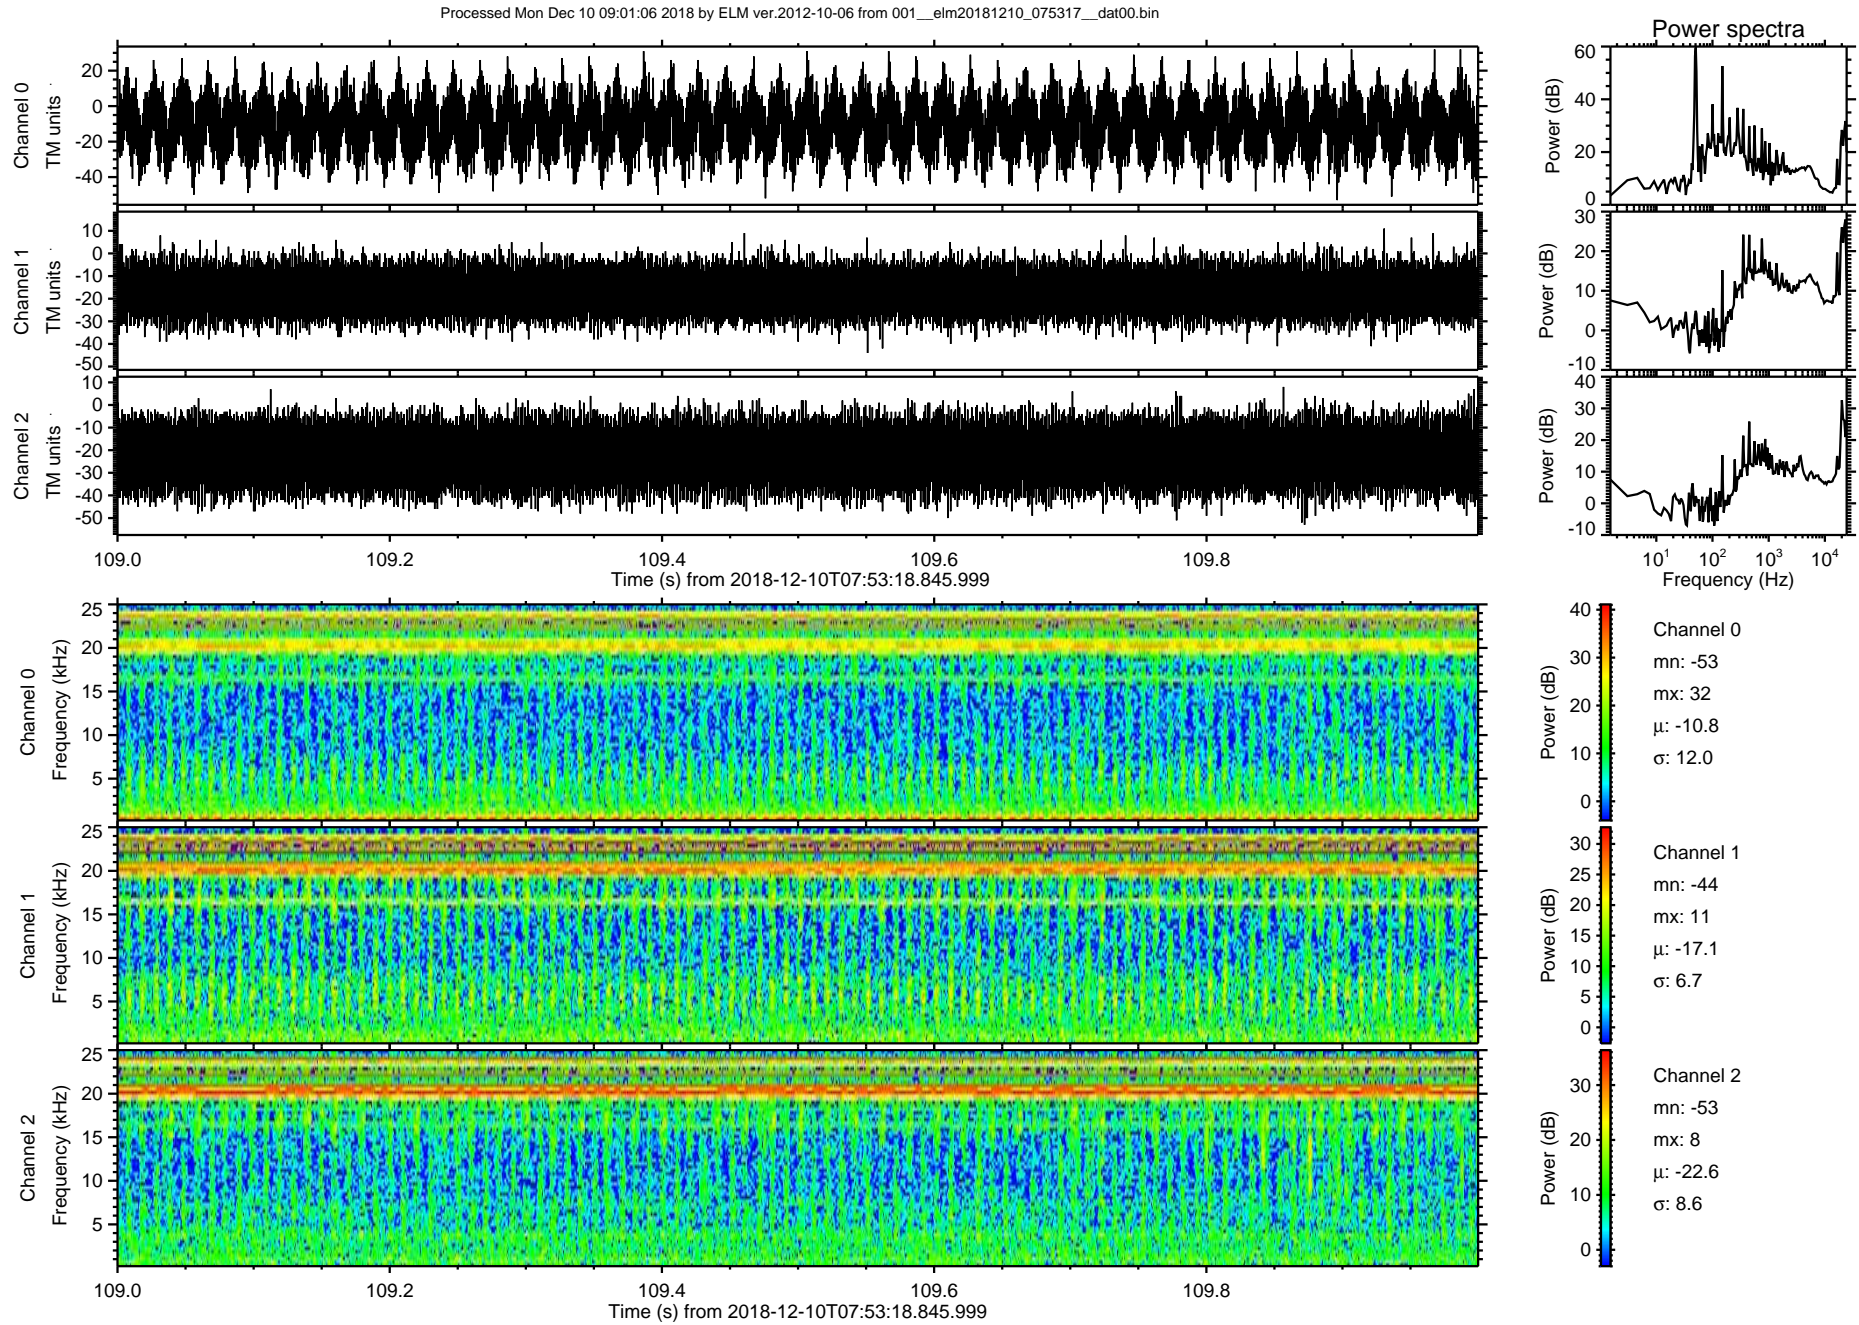 Processed Mon Dec 10 09:01:06 2018 by ELM ver.2012-10-06 from 001__elm20181210_075317__dat00.bin
Power spectra
Channel 0
TM units
20
0
-20
-40
Power (dB)
60
40
20
0
Channel 1
TM units
10
0
-10
-20
-30
-40
-50
Power (dB)
30
20
10
0
-10
Channel 2
TM units
10
0
-10
-20
-30
-40
-50
Power (dB)
40
30
20
10
0
-10
109.0 109.2 109.4 109.6 109.8
Time (s) from 2018-12-10T07:53:18.845.999
10¹ 10² 10³ 10⁴
Frequency (Hz)
Channel 0
Frequency (kHz)
25
20
15
10
5
Power (dB)
40
30
20
10
0
Channel 0
mn: -53
mx: 32
μ: -10.8
σ: 12.0
Channel 1
Frequency (kHz)
25
20
15
10
5
Power (dB)
30
25
20
15
10
5
0
Channel 1
mn: -44
mx: 11
μ: -17.1
σ: 6.7
Channel 2
Frequency (kHz)
25
20
15
10
5
Power (dB)
30
20
10
0
Channel 2
mn: -53
mx: 8
μ: -22.6
σ: 8.6
109.0 109.2 109.4 109.6 109.8
Time (s) from 2018-12-10T07:53:18.845.999